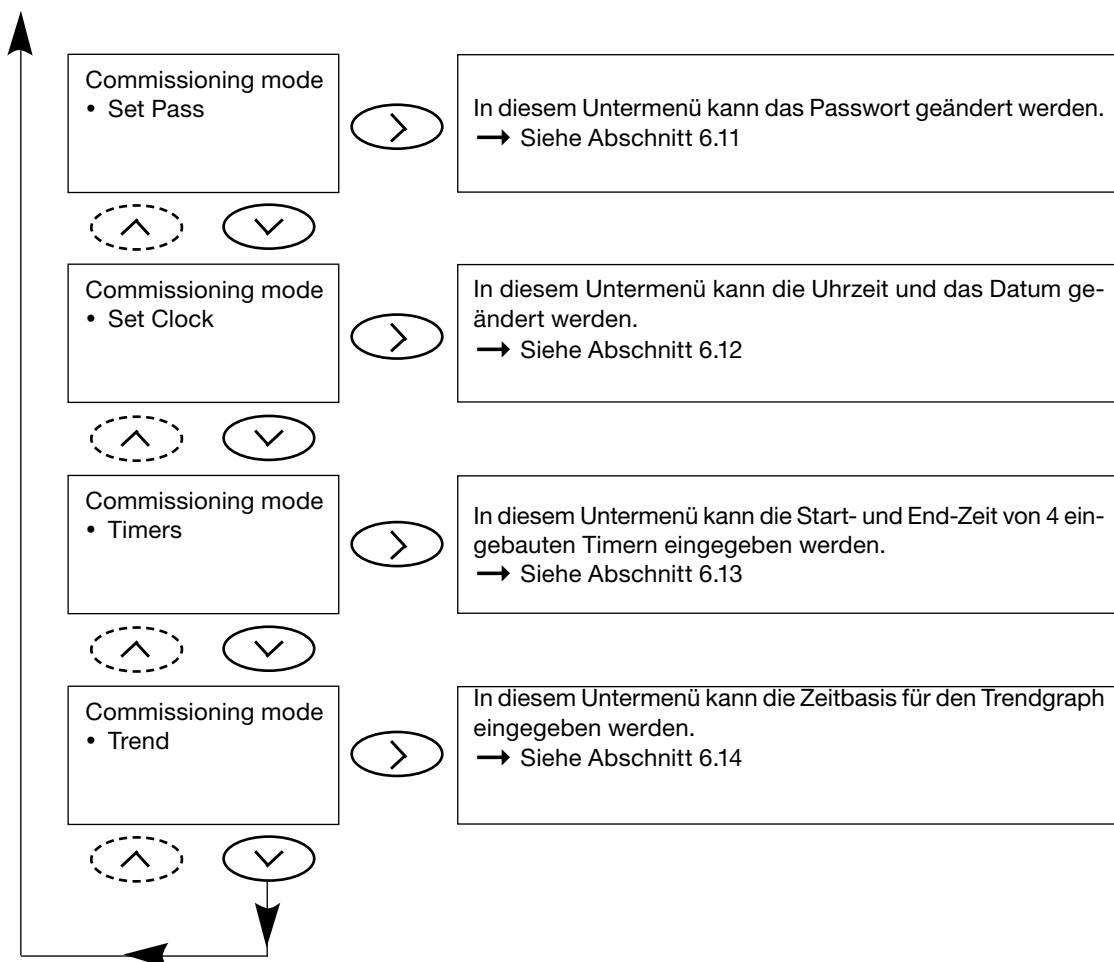 Commissioning mode
• Set Pass
In diesem Untermenü kann das Passwort geändert werden.
→ Siehe Abschnitt 6.11
Commissioning mode
• Set Clock
In diesem Untermenü kann die Uhrzeit und das Datum ge-
ändert werden.
→ Siehe Abschnitt 6.12
Commissioning mode
• Timers
In diesem Untermenü kann die Start- und End-Zeit von 4 ein-
gebauten Timern eingegeben werden.
→ Siehe Abschnitt 6.13
Commissioning mode
• Trend
In diesem Untermenü kann die Zeitbasis für den Trendgraph
eingegeben werden.
→ Siehe Abschnitt 6.14